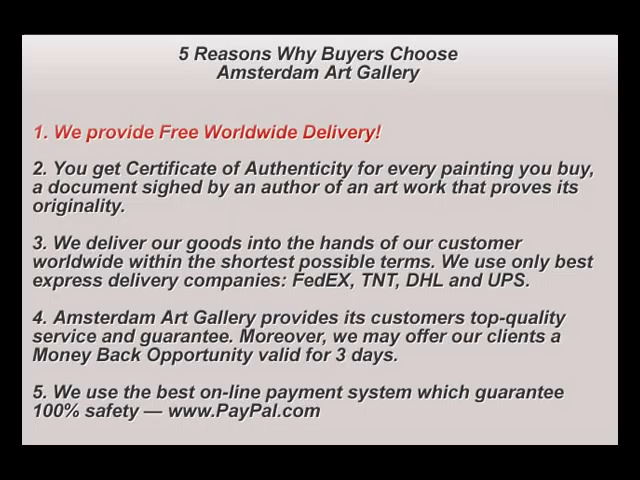 5 Reasons Why Buyers Choose
Amsterdam Art Gallery
1. We provide Free Worldwide Delivery!
2. You get Certificate of Authenticity for every painting you buy,
a document sighed by an author of an art work that proves its
originality.
3. We deliver our goods into the hands of our customer
worldwide within the shortest possible terms. We use only best
express delivery companies: FedEX, TNT, DHL and UPS.
4. Amsterdam Art Gallery provides its customers top-quality
service and guarantee. Moreover, we may offer our clients a
Money Back Opportunity valid for 3 days.
5. We use the best on-line payment system which guarantee
100% safety — www.PayPal.com